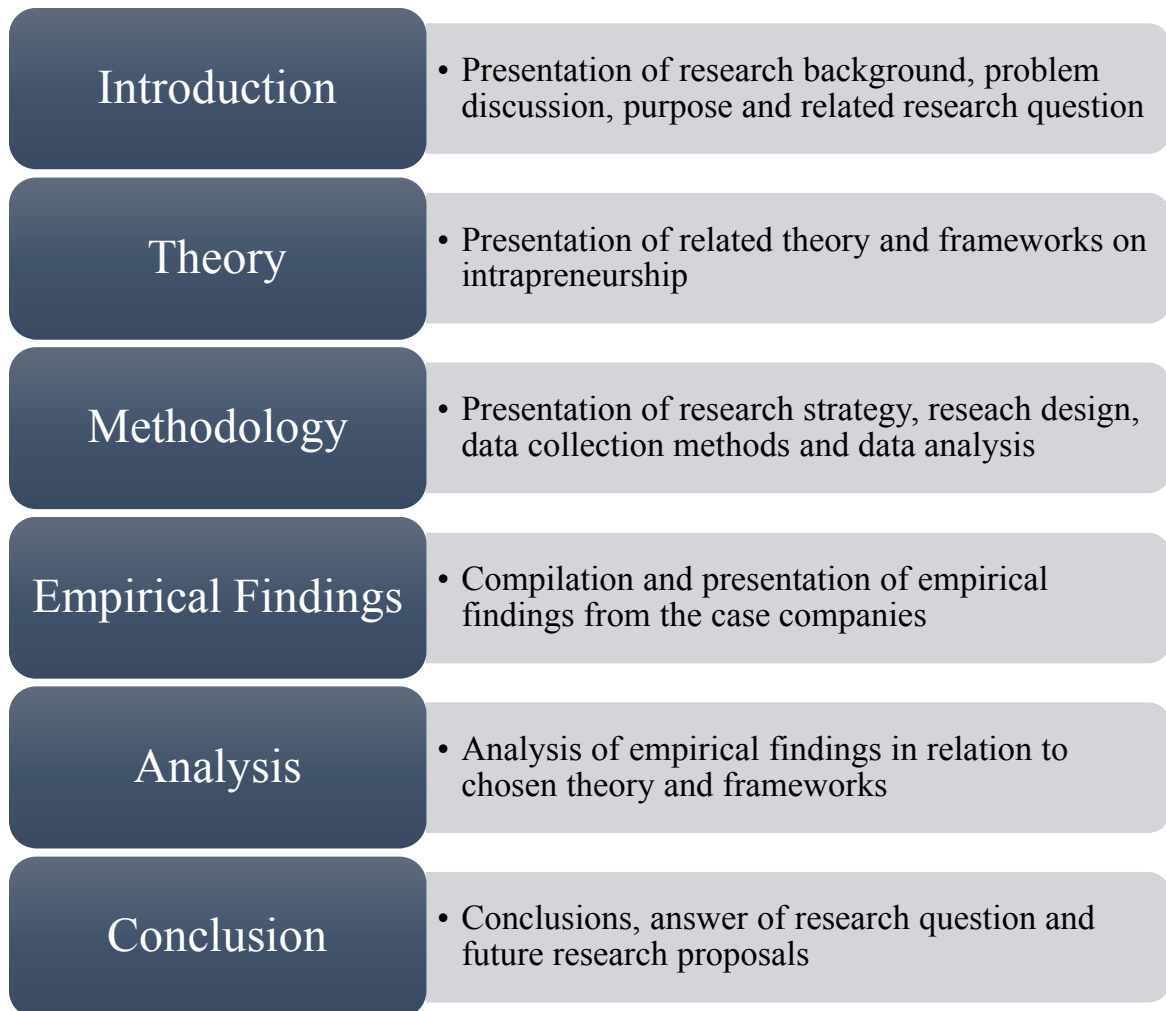 Introduction
• Presentation of research background, problem
discussion, purpose and related research question
Theory
• Presentation of related theory and frameworks on
intrapreneurship
Methodology
• Presentation of research strategy, reseach design,
data collection methods and data analysis
Empirical Findings
• Compilation and presentation of empirical
findings from the case companies
Analysis
• Analysis of empirical findings in relation to
chosen theory and frameworks
Conclusion
• Conclusions, answer of research question and
future research proposals